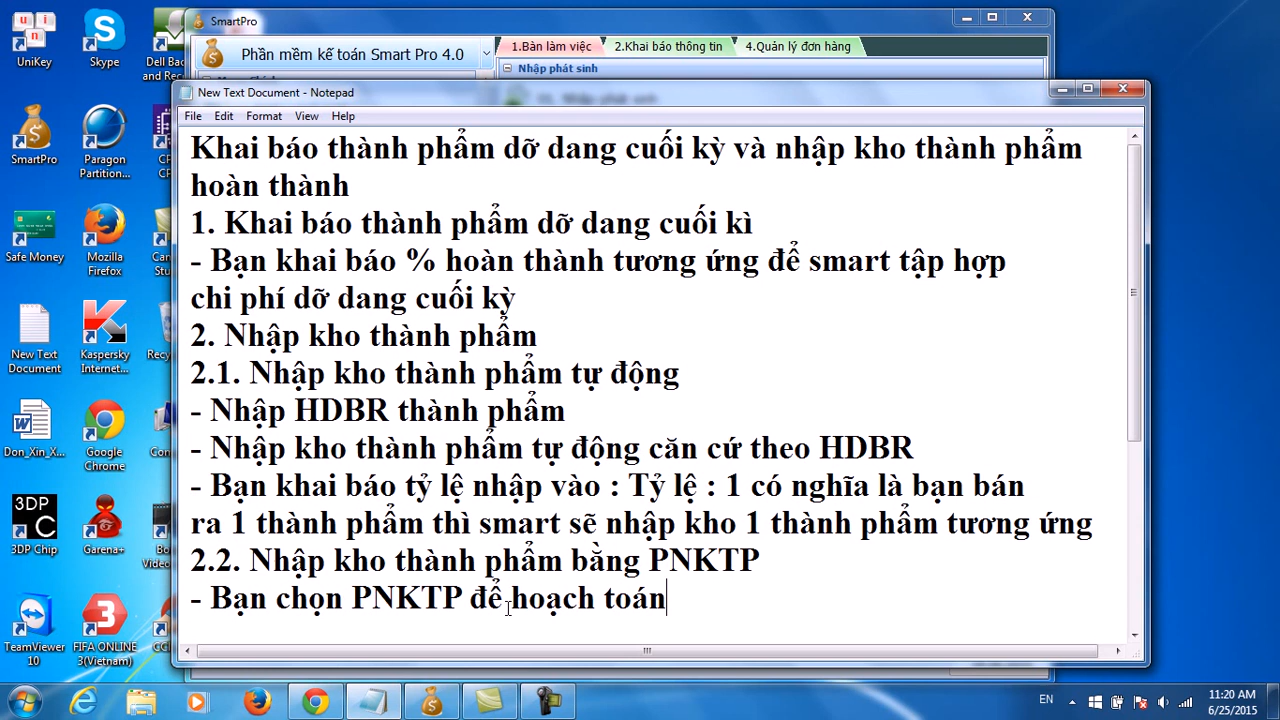 SmartPro
Phần mềm kế toán Smart Pro 4.0
1.Bàn làm việc
2.Khai báo thông tin
4.Quản lý đơn hàng
Nhập phát sinh
New Text Document - Notepad
File Edit Format View Help
Khai báo thành phẩm dỡ dang cuối kỳ và nhập kho thành phẩm
hoàn thành
1. Khai báo thành phẩm dỡ dang cuối kì
- Bạn khai báo % hoàn thành tương ứng để smart tập hợp
chi phí dỡ dang cuối kỳ
2. Nhập kho thành phẩm
2.1. Nhập kho thành phẩm tự động
- Nhập HDBR thành phẩm
- Nhập kho thành phẩm tự động căn cứ theo HDBR
- Bạn khai báo tỷ lệ nhập vào : Tỷ lệ : 1 có nghĩa là bạn bán
ra 1 thành phẩm thì smart sẽ nhập kho 1 thành phẩm tương ứng
2.2. Nhập kho thành phẩm bằng PNKTP
- Bạn chọn PNKTP để hoạch toán
UniKey
Skype
Dell Bac
and Rec
SmartPro
Paragon
Partition...
Safe Money
Mozilla
Firefox
New Text
Document
Kaspersky
Internet...
Don_Xin_X...
Google
Chrome
3DP Chip
Garena+
TeamViewer
10
FIFA ONLINE
3(Vietnam)
EN
11:20 AM
6/25/2015